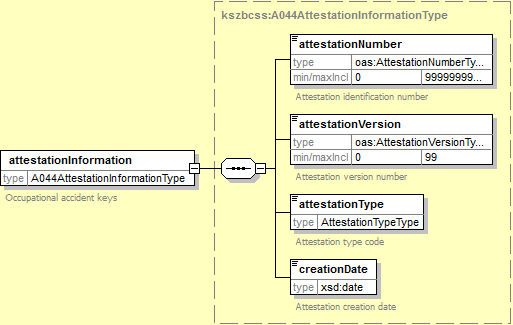 kszbcss:A044AttestationInformationType
attestationNumber
type oas:AttestationNumberTy...
min/maxIncl 0 99999999...
Attestation identification number
attestationVersion
type oas:AttestationVersionTy...
min/maxIncl 0 99
Attestation version number
attestationInformation
type A044AttestationInformationType
Occupational accident keys
attestationType
type AttestationTypeType
Attestation type code
creationDate
type xsd:date
Attestation creation date